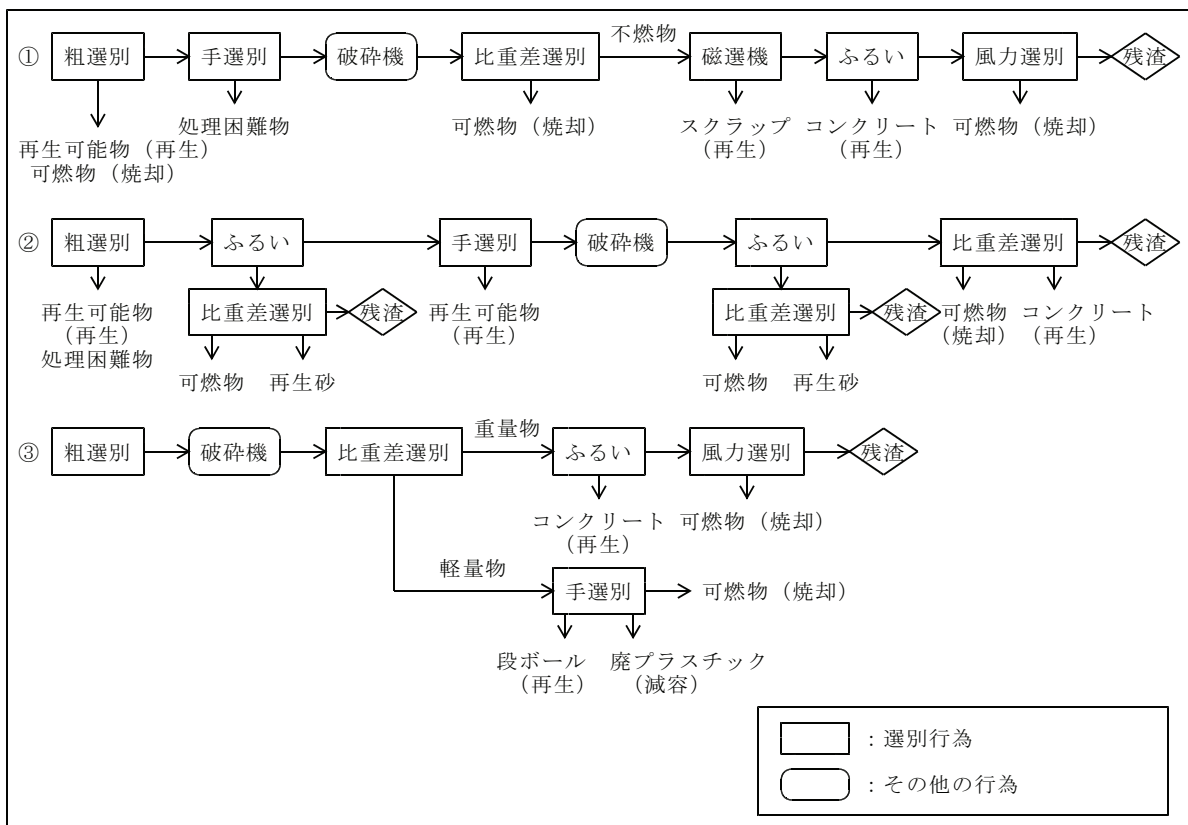 ① 粗選別 手選別 破砕機 比重差選別 不燃物 磁選機 ふるい 風力選別 残渣
再生可能物（再生）
可燃物（焼却）
処理困難物
可燃物（焼却）
スクラップ
（再生）
コンクリート
（再生）
可燃物（焼却）
② 粗選別 ふるい 手選別 破砕機 ふるい 比重差選別 残渣
再生可能物
（再生）
処理困難物
比重差選別 残渣
可燃物 再生砂
再生可能物
（再生）
比重差選別 残渣
可燃物 再生砂
可燃物
（焼却）
コンクリート
（再生）
③ 粗選別 破砕機 比重差選別 重量物 ふるい 風力選別 残渣
コンクリート
（再生）
可燃物（焼却）
軽量物 手選別 可燃物（焼却）
段ボール
（再生）
廃プラスチック
（減容）
：選別行為
：その他の行為